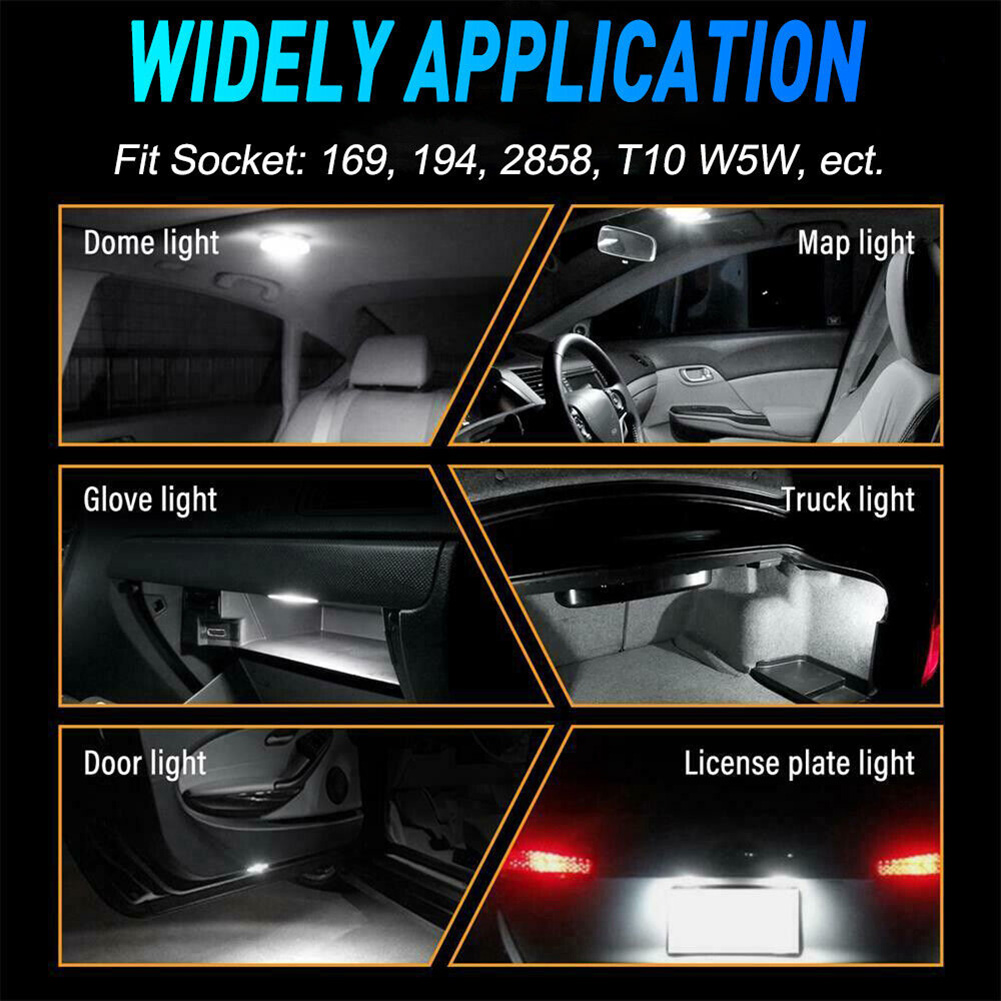 WIDELY APPLICATION
Fit Socket: 169, 194, 2858, T10 W5W, ect.
Dome light
Map light
Glove light
Truck light
Door light
License plate light